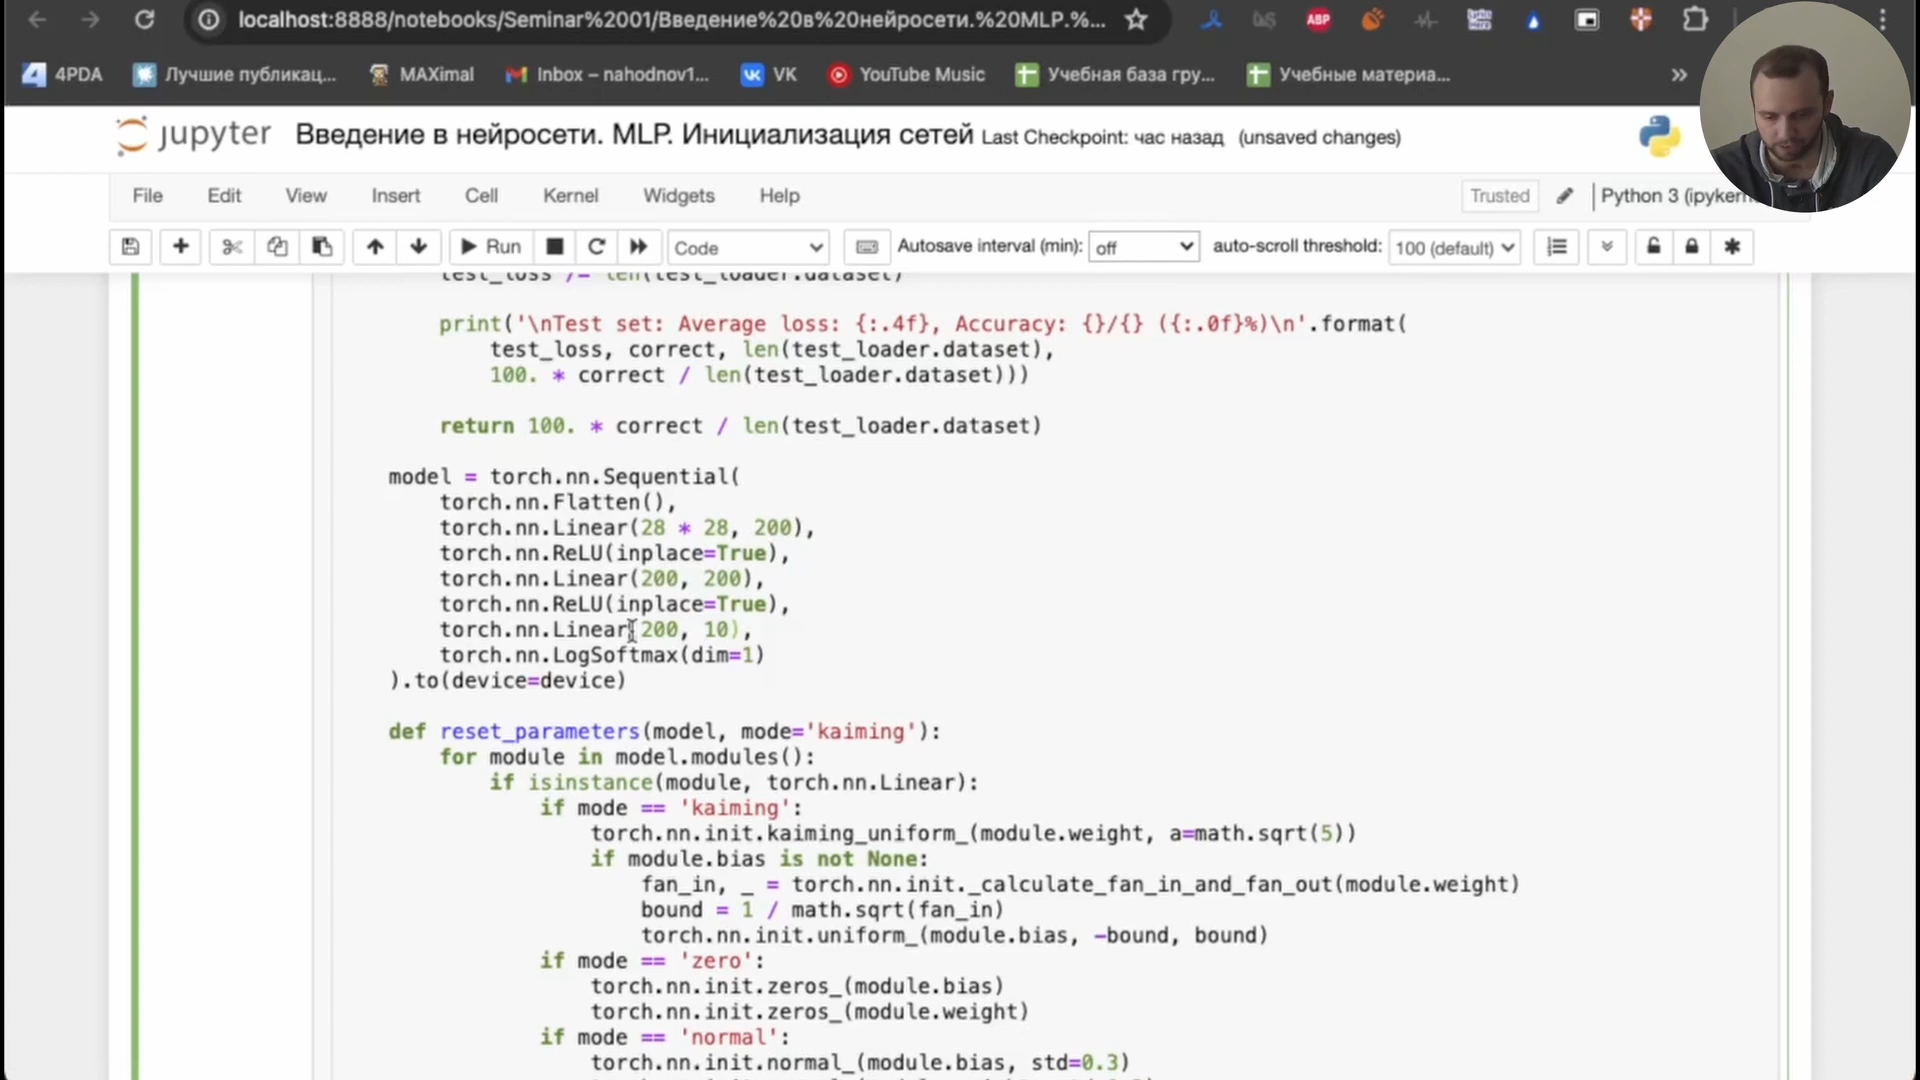 localhost:8888/notebooks/Seminar%2001/Введение%20в%20нейросети.%20MLP.%...
ABP
4PDA
Лучшие публикац...
MAXimal
Inbox – nahodnov1...
VK
YouTube Music
Учебная база гру...
Учебные материа...
»
jupyter Введение в нейросети. MLP. Инициализация сетей Last Checkpoint: час назад (unsaved changes)
File Edit View Insert Cell Kernel Widgets Help
Trusted
Python 3 (ipykern
Run
Code
Autosave interval (min): off
auto-scroll threshold: 100 (default)
test_loss /= len(test_loader.dataset)
print('\nTest set: Average loss: {:.4f}, Accuracy: {}/{} ({:.0f}%)\n'.format(
test_loss, correct, len(test_loader.dataset),
100. * correct / len(test_loader.dataset)))
return 100. * correct / len(test_loader.dataset)
model = torch.nn.Sequential(
torch.nn.Flatten(),
torch.nn.Linear(28 * 28, 200),
torch.nn.ReLU(inplace=True),
torch.nn.Linear(200, 200),
torch.nn.ReLU(inplace=True),
torch.nn.Linear(200, 10),
torch.nn.LogSoftmax(dim=1)
).to(device=device)
def reset_parameters(model, mode='kaiming'):
for module in model.modules():
if isinstance(module, torch.nn.Linear):
if mode == 'kaiming':
torch.nn.init.kaiming_uniform_(module.weight, a=math.sqrt(5))
if module.bias is not None:
fan_in, _ = torch.nn.init._calculate_fan_in_and_fan_out(module.weight)
bound = 1 / math.sqrt(fan_in)
torch.nn.init.uniform_(module.bias, -bound, bound)
if mode == 'zero':
torch.nn.init.zeros_(module.bias)
torch.nn.init.zeros_(module.weight)
if mode == 'normal':
torch.nn.init.normal_(module.bias, std=0.3)